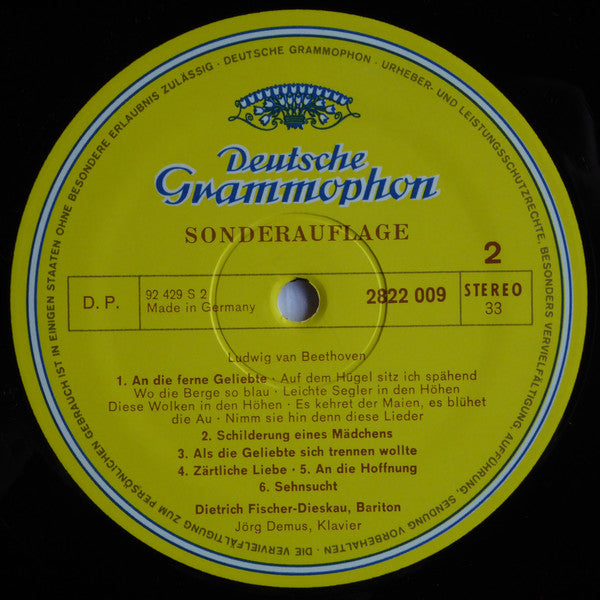 DEUTSCHE GRAMMOPHON · URHEBER- UND LEISTUNGSSCHUTZRECHTE, BESONDERS VERVIELFÄLTIGUNG, AUFFÜHRUNG, SENDUNG VORBEHALTEN · DIE VERVIELFÄLTIGUNG ZUM PERSÖNLICHEN GEBRAUCH IST IN EINIGEN STAATEN OHNE BESONDERE ERLAUBNIS ZULÄSSIG ·
Deutsche
Grammophon
SONDERAUFLAGE
2
D. P.
92 429 S 2
Made in Germany
2822 009
STEREO
33
Ludwig van Beethoven
1. An die ferne Geliebte · Auf dem Hügel sitz ich spähend
Wo die Berge so blau · Leichte Segler in den Höhen
Diese Wolken in den Höhen · Es kehret der Maien, es blühet
die Au · Nimm sie hin denn diese Lieder
2. Schilderung eines Mädchens
3. Als die Geliebte sich trennen wollte
4. Zärtliche Liebe · 5. An die Hoffnung
6. Sehnsucht
Dietrich Fischer-Dieskau, Bariton
Jörg Demus, Klavier